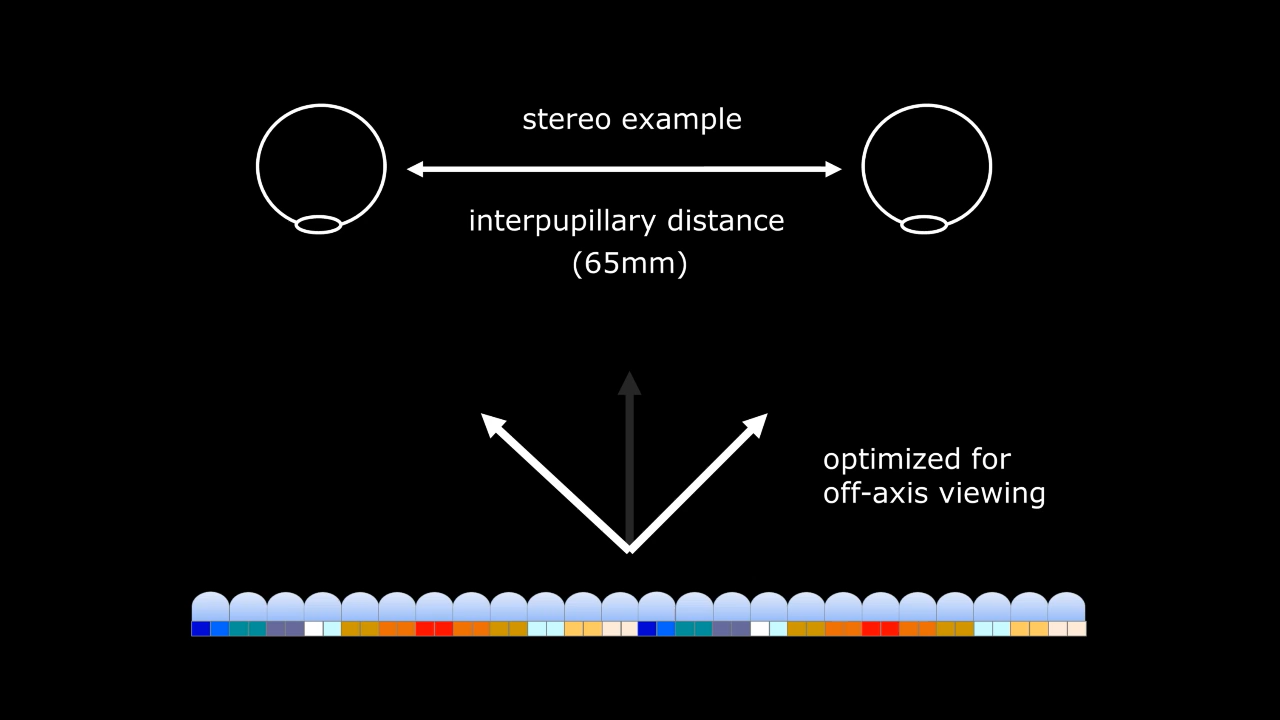 stereo example
interpupillary distance
(65mm)
optimized for
off-axis viewing